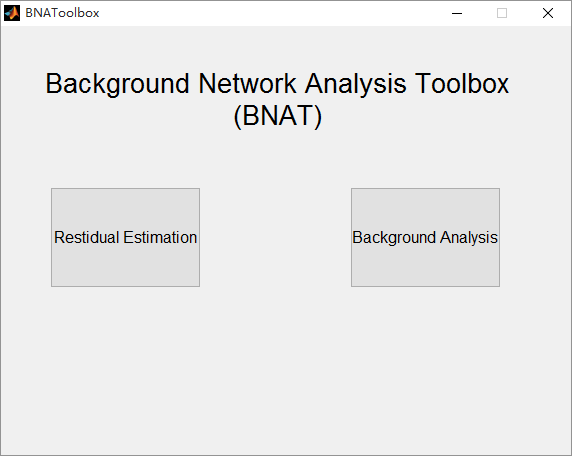 BNAToolbox
Background Network Analysis Toolbox
(BNAT)
Restidual Estimation
Background Analysis